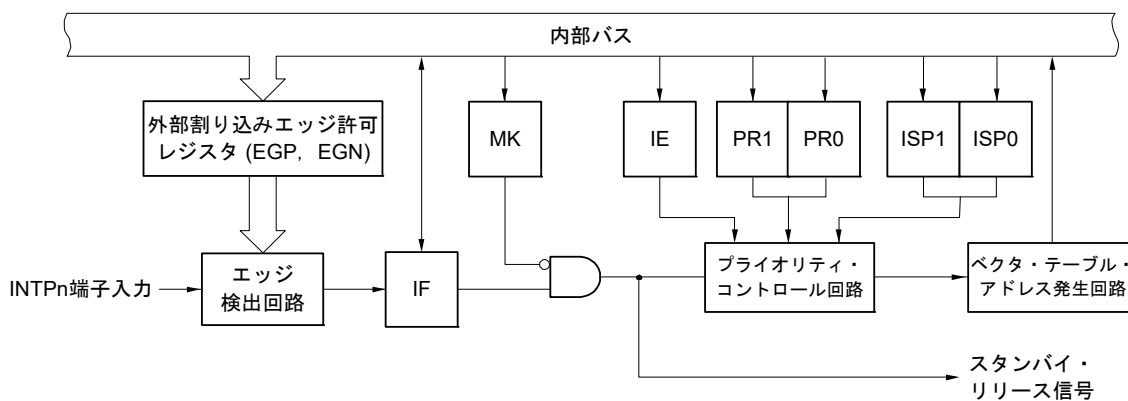 内部バス
外部割り込みエッジ許可
レジスタ (EGP, EGN)
MK
IE
PR1
PR0
ISP1
ISP0
INTPn端子入力
エッジ
検出回路
IF
プライオリティ・
コントロール回路
ベクタ・テーブル・
アドレス発生回路
スタンバイ・
リリース信号